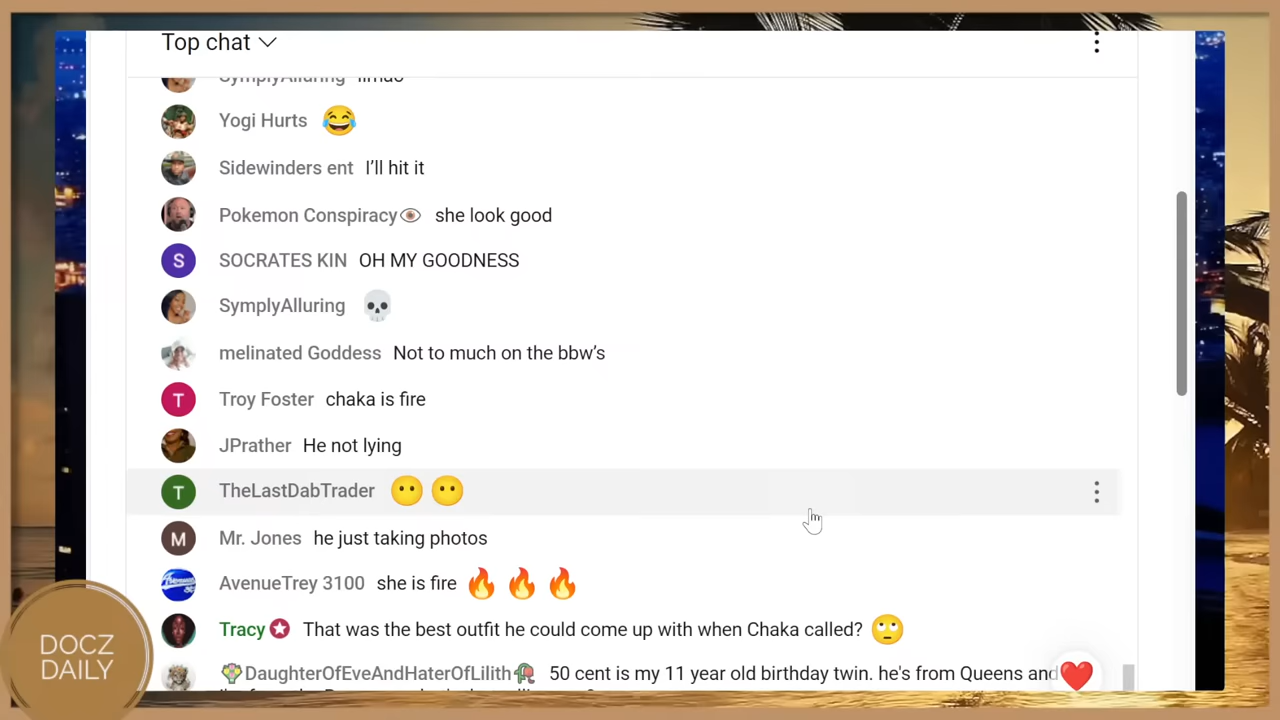 Top chat
SymplyAlluring lmao
Yogi Hurts 😂
Sidewinders ent I’ll hit it
Pokemon Conspiracy👁 she look good
S SOCRATES KIN OH MY GOODNESS
SymplyAlluring 💀
melinated Goddess Not to much on the bbw’s
T Troy Foster chaka is fire
JPrather He not lying
T TheLastDabTrader 😶 😶
M Mr. Jones he just taking photos
AvenueTrey 3100 she is fire 🔥 🔥 🔥
Tracy That was the best outfit he could come up with when Chaka called? 🙄
💐DaughterOfEveAndHaterOfLilith🥀 50 cent is my 11 year old birthday twin. he's from Queens and
DOCZ
DAILY